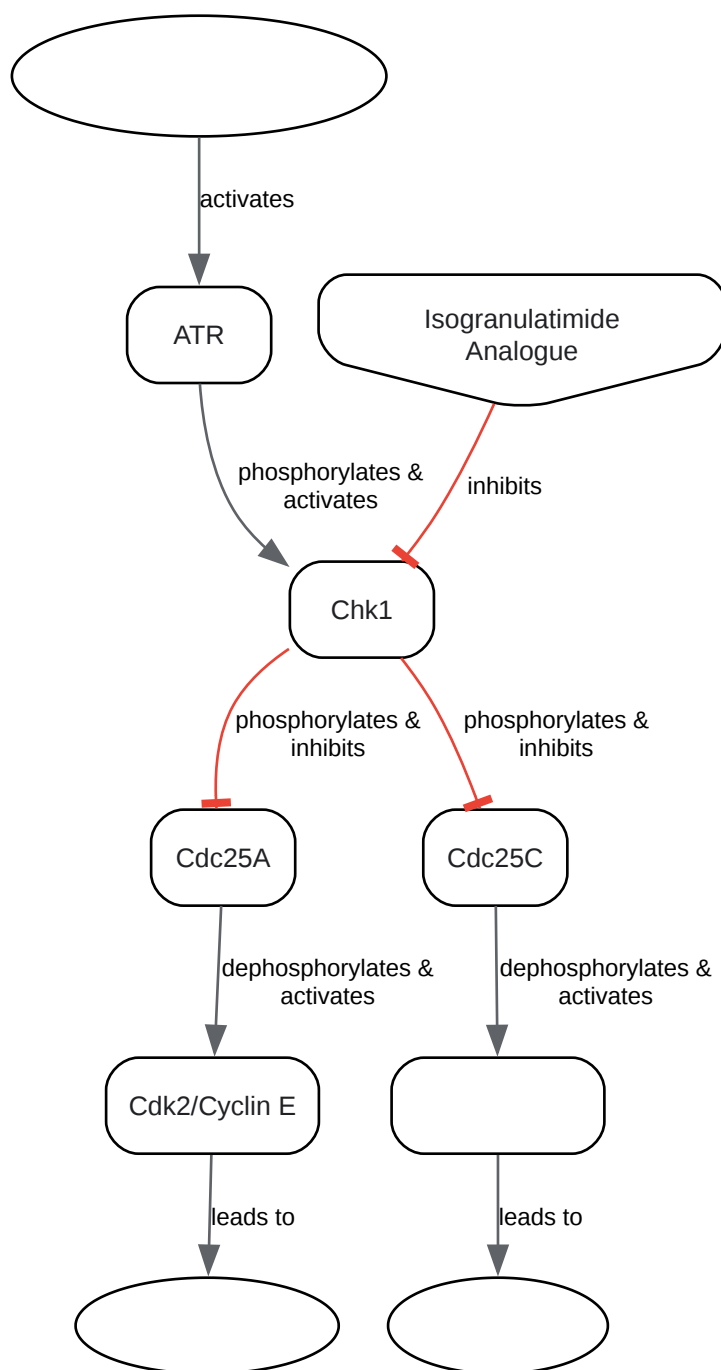 activates
ATR
Isogranulatimide
Analogue
phosphorylates &
activates
inhibits
Chk1
phosphorylates &
inhibits
phosphorylates &
inhibits
Cdc25A
Cdc25C
dephosphorylates &
activates
dephosphorylates &
activates
Cdk2/Cyclin E
leads to
leads to